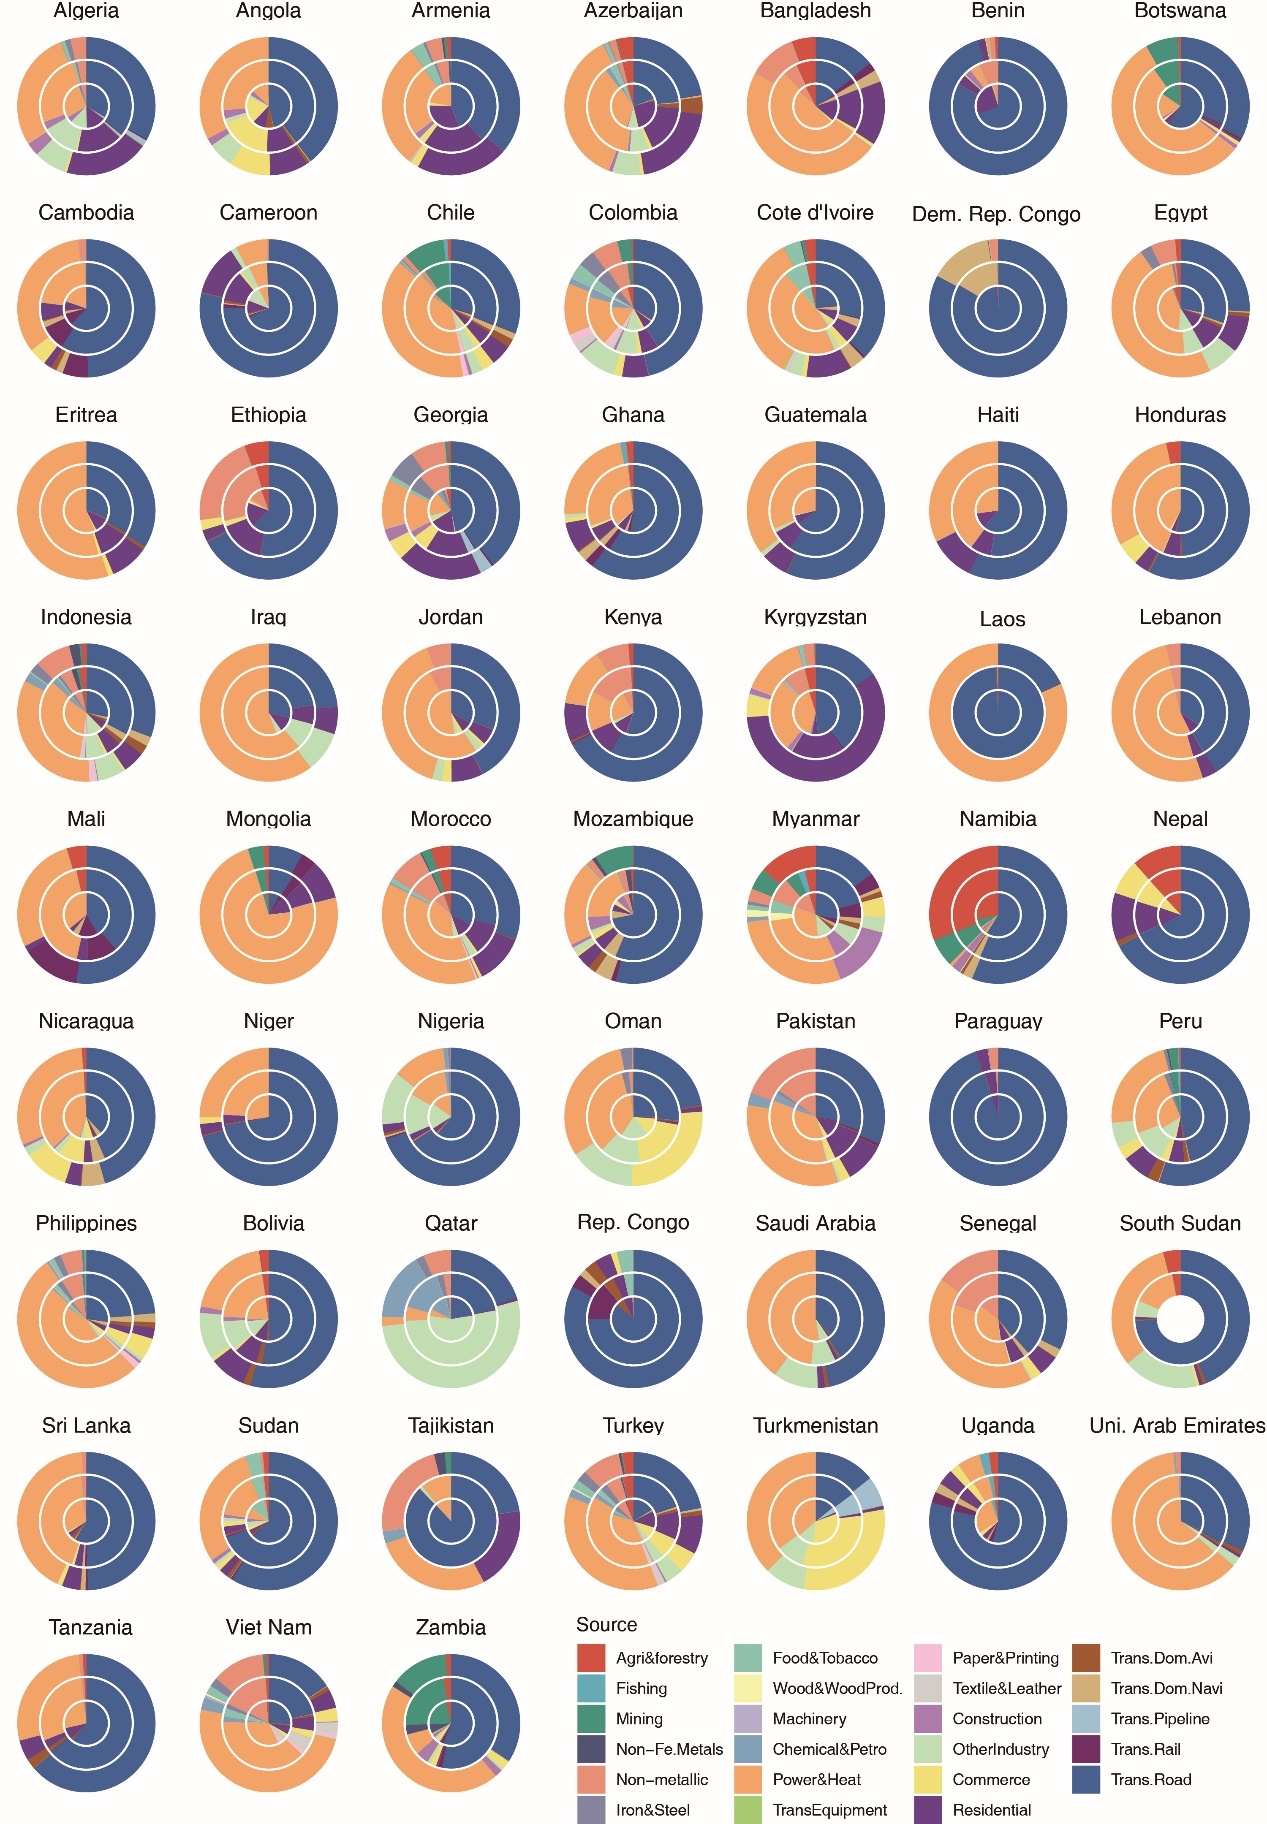 Algeria
Angola
Armenia
Azerbaijan
Bangladesh
Benin
Botswana
Cambodia
Cameroon
Chile
Colombia
Cote d'Ivoire
Dem. Rep. Congo
Egypt
Eritrea
Ethiopia
Georgia
Ghana
Guatemala
Haiti
Honduras
Indonesia
Iraq
Jordan
Kenya
Kyrgyzstan
Laos
Lebanon
Mali
Mongolia
Morocco
Mozambique
Myanmar
Namibia
Nepal
Nicaragua
Niger
Nigeria
Oman
Pakistan
Paraguay
Peru
Philippines
Bolivia
Qatar
Rep. Congo
Saudi Arabia
Senegal
South Sudan
Sri Lanka
Sudan
Tajikistan
Turkey
Turkmenistan
Uganda
Uni. Arab Emirates
Tanzania
Viet Nam
Zambia
Source
Agri&forestry
Fishing
Mining
Non−Fe.Metals
Non−metallic
Iron&Steel
Food&Tobacco
Wood&WoodProd.
Machinery
Chemical&Petro
Power&Heat
TransEquipment
Paper&Printing
Textile&Leather
Construction
OtherIndustry
Commerce
Residential
Trans.Dom.Avi
Trans.Dom.Navi
Trans.Pipeline
Trans.Rail
Trans.Road